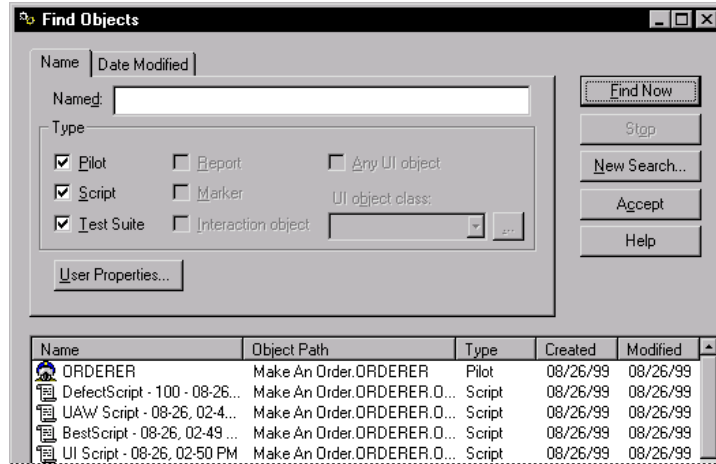 Find Objects
Name Date Modified
Named:
Find Now
Type
Stop
Pilot Report Any UI object
New Search...
Script Marker UI object class:
Accept
Test Suite Interaction object ...
Help
User Properties...
Name Object Path Type Created Modified
ORDERER Make An Order.ORDERER Pilot 08/26/99 08/26/99
DefectScript - 100 - 08-26... Make An Order.ORDERER.O... Script 08/26/99 08/26/99
UAW Script - 08-26, 02-4... Make An Order.ORDERER.O... Script 08/26/99 08/26/99
BestScript - 08-26, 02-49 ... Make An Order.ORDERER.O... Script 08/26/99 08/26/99
UI Script - 08-26, 02-50 PM Make An Order.ORDERER.O... Script 08/26/99 08/26/99